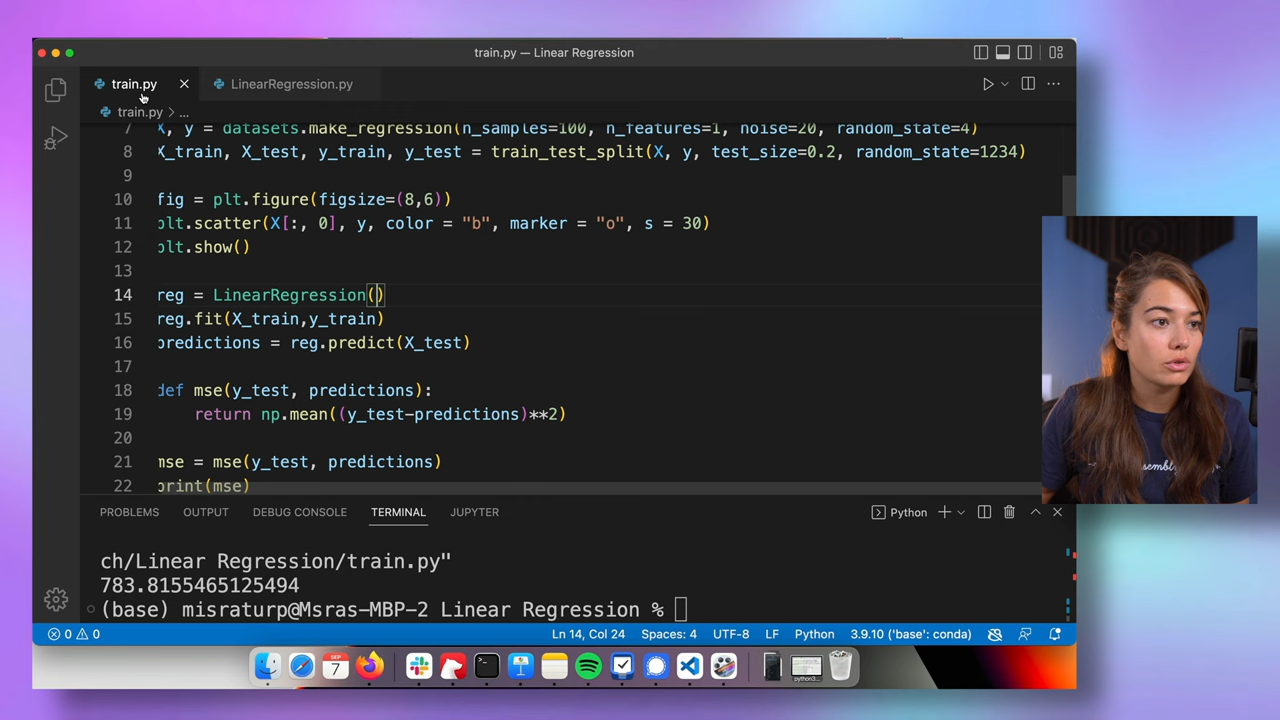 train.py — Linear Regression
train.py
LinearRegression.py
train.py > ...
7 X, y = datasets.make_regression(n_samples=100, n_features=1, noise=20, random_state=4)
8 X_train, X_test, y_train, y_test = train_test_split(X, y, test_size=0.2, random_state=1234)
9
10 fig = plt.figure(figsize=(8,6))
11 plt.scatter(X[:, 0], y, color = "b", marker = "o", s = 30)
12 plt.show()
13
14 reg = LinearRegression()
15 reg.fit(X_train,y_train)
16 predictions = reg.predict(X_test)
17
18 def mse(y_test, predictions):
19 return np.mean((y_test-predictions)**2)
20
21 mse = mse(y_test, predictions)
22 print(mse)
PROBLEMS OUTPUT DEBUG CONSOLE TERMINAL JUPYTER Python
ch/Linear Regression/train.py"
783.8155465125494
(base) misraturp@Msras-MBP-2 Linear Regression %
0 0 Ln 14, Col 24 Spaces: 4 UTF-8 LF Python 3.9.10 ('base': conda)
SEP
7